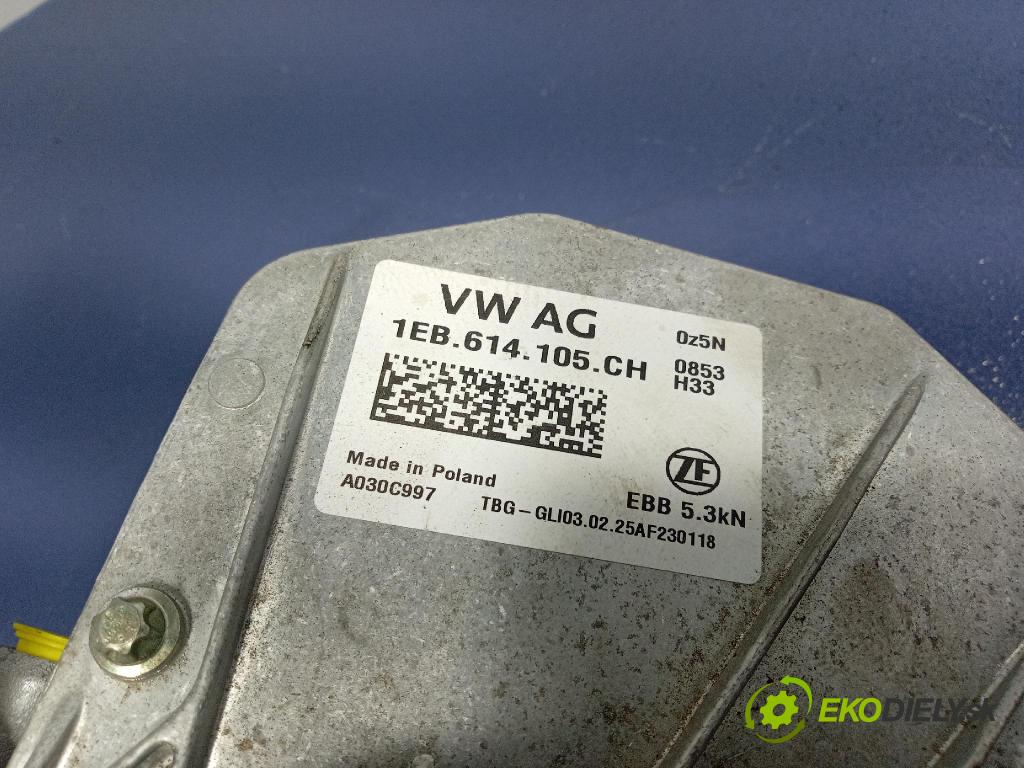 VW AG
1EB.614.105.CH
0z5N
0853
H33
Made in Poland
A030C997
ZF
EBB 5.3kN
TBG-GLI03.02.25AF230118
EKODIELY.SK